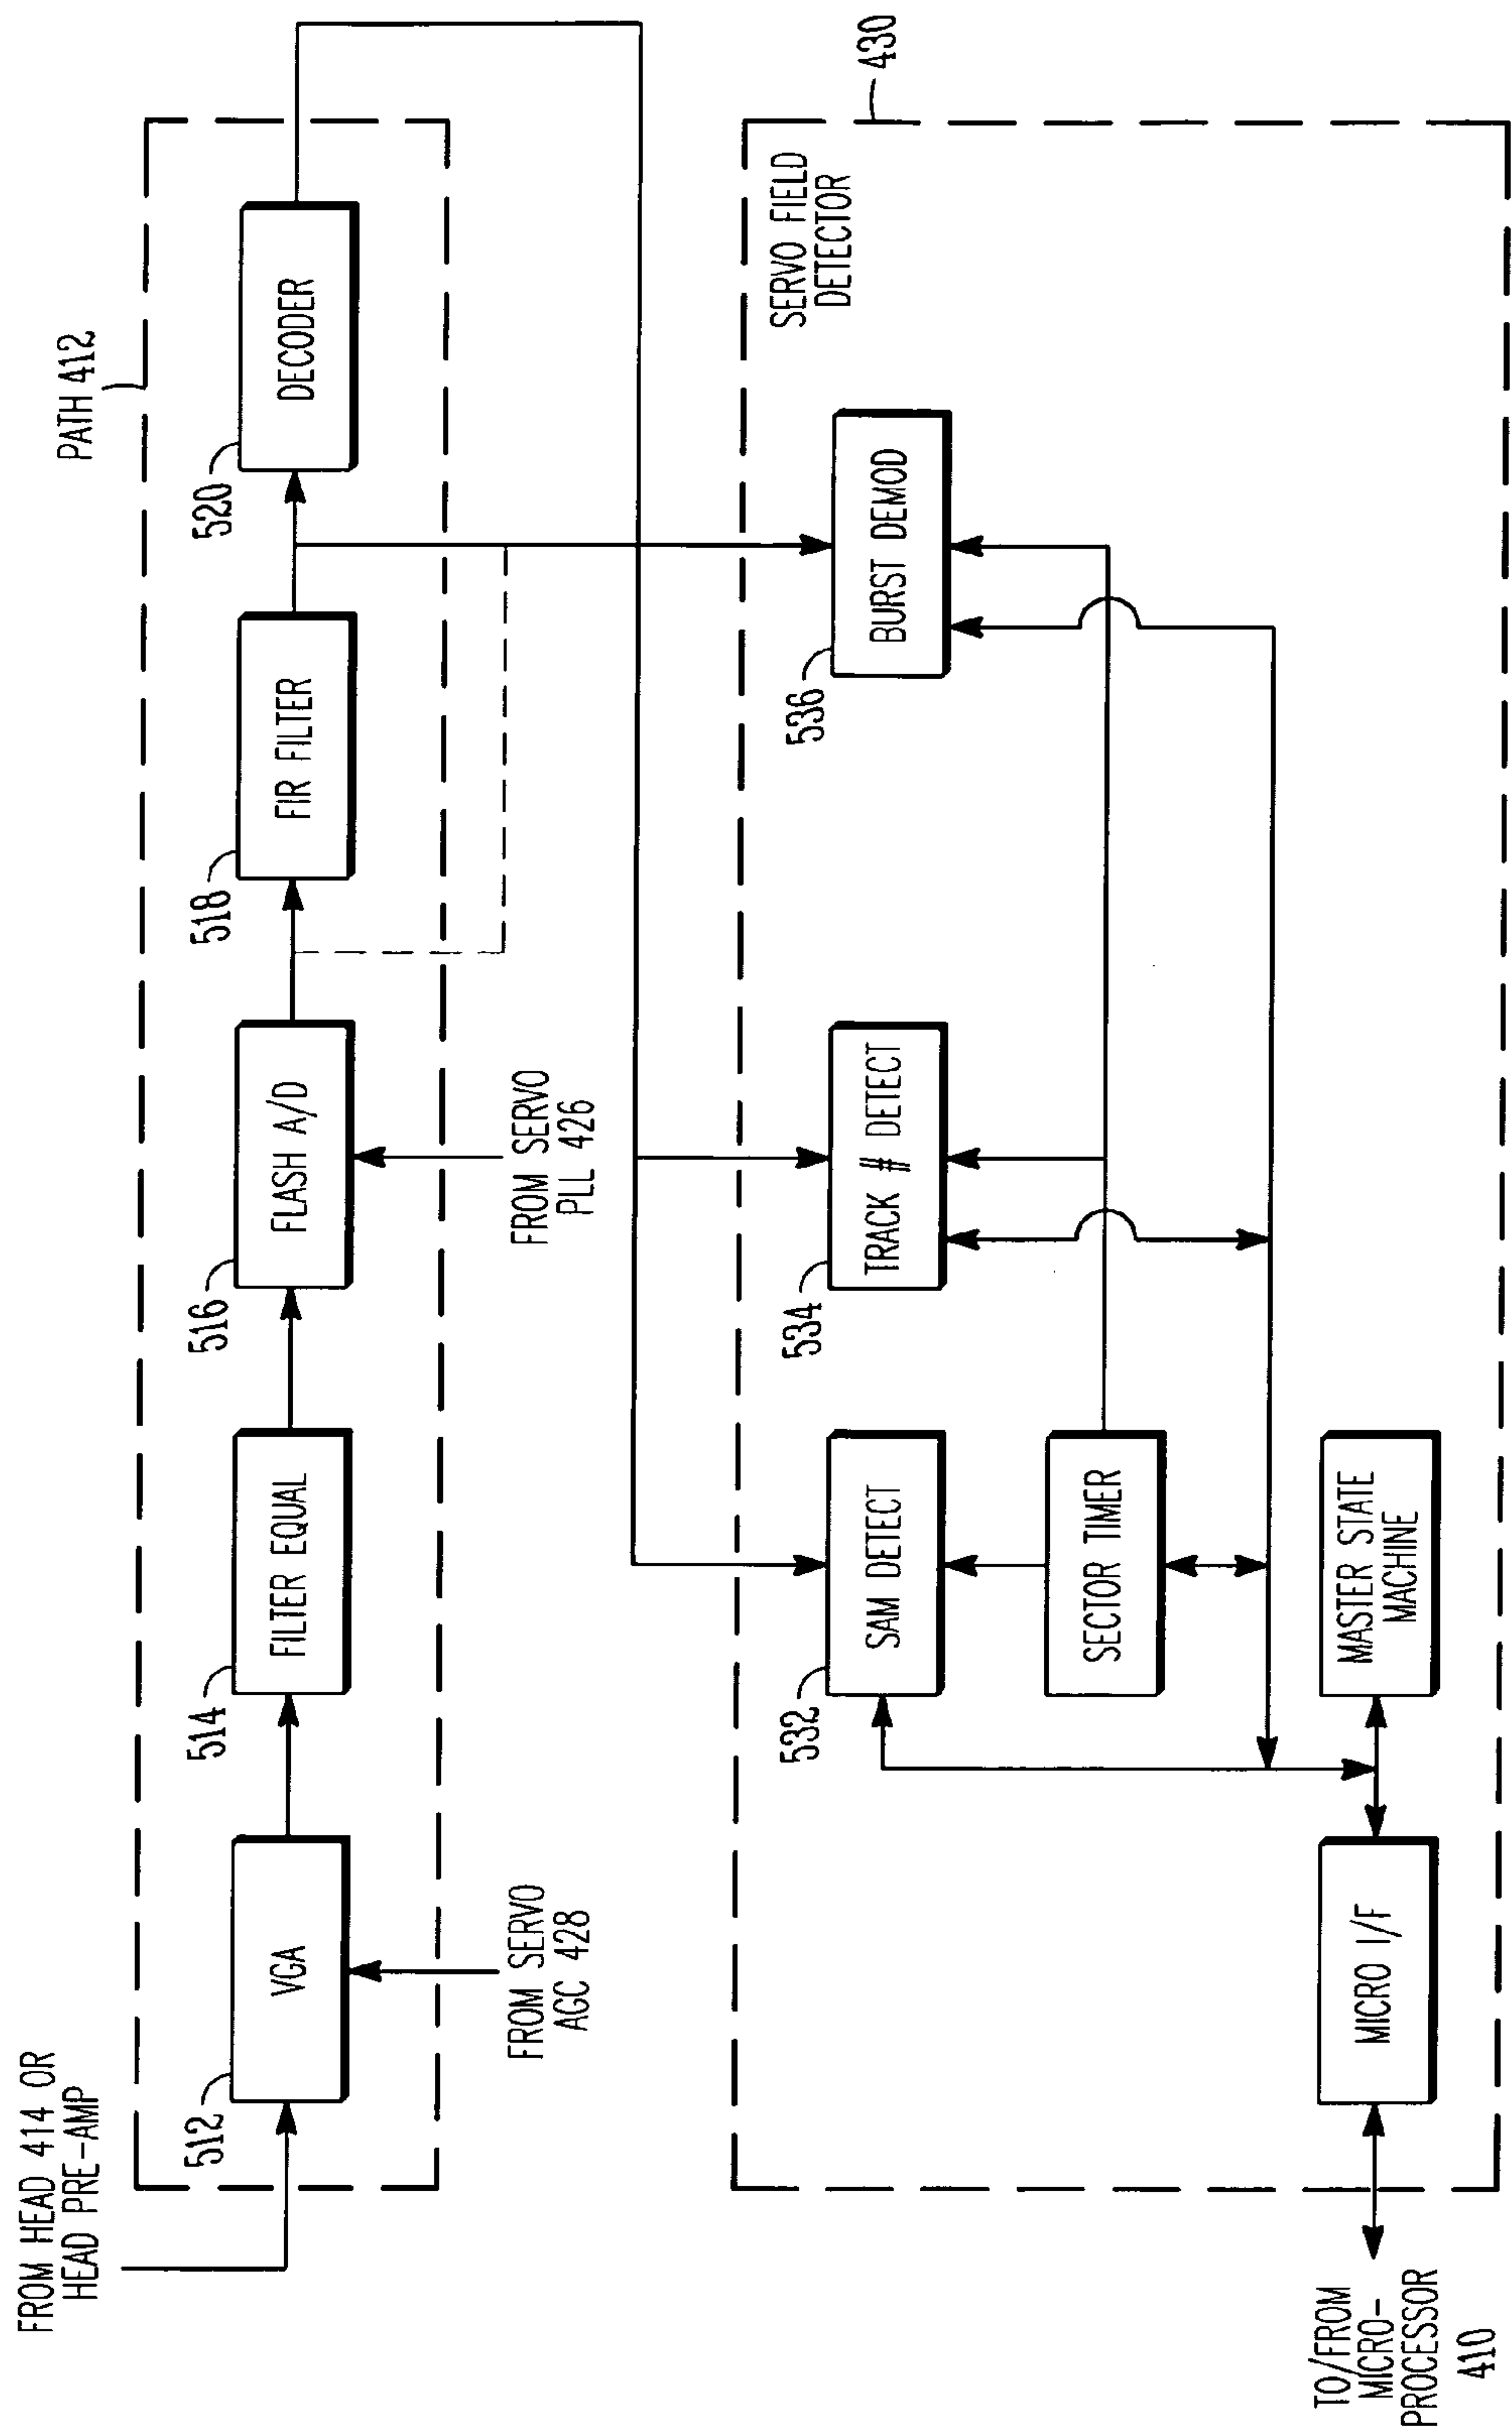 FROM HEAD 414 OR
HEAD PRE-AMP
PATH 412
512
VGA
514
FILTER EQUAL
516
FLASH A/D
518
FIR FILTER
520
DECODER
FROM SERVO
AGC 428
FROM SERVO
PLL 426
SERVO FIELD
DETECTOR
430
532
SAM DETECT
534
TRACK # DETECT
536
BURST DEMOD
SECTOR TIMER
MASTER STATE
MACHINE
MICRO I/F
TO/FROM
MICRO-
PROCESSOR
410